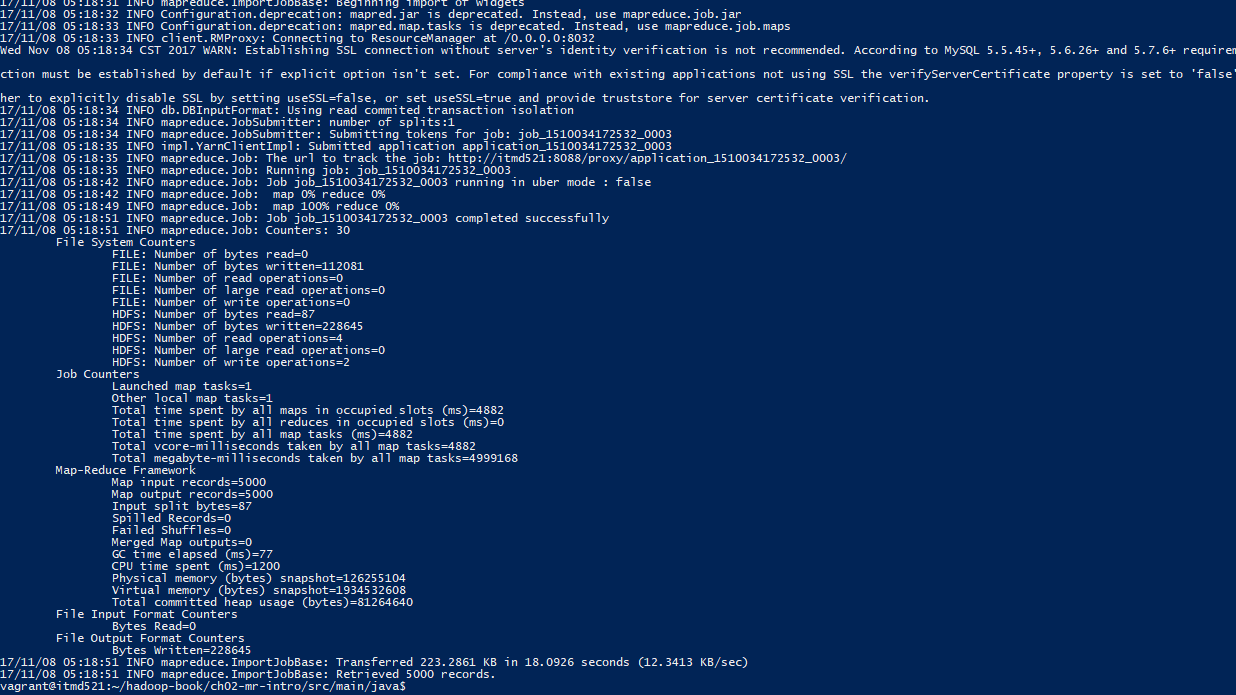 17/11/08 05:18:31 INFO mapreduce.ImportJobBase: Beginning import of widgets
17/11/08 05:18:32 INFO Configuration.deprecation: mapred.jar is deprecated. Instead, use mapreduce.job.jar
17/11/08 05:18:33 INFO Configuration.deprecation: mapred.map.tasks is deprecated. Instead, use mapreduce.job.maps
17/11/08 05:18:33 INFO client.RMProxy: Connecting to ResourceManager at /0.0.0.0:8032
Wed Nov 08 05:18:34 CST 2017 WARN: Establishing SSL connection without server's identity verification is not recommended. According to MySQL 5.5.45+, 5.6.26+ and 5.7.6+ requirem
ction must be established by default if explicit option isn't set. For compliance with existing applications not using SSL the verifyServerCertificate property is set to 'false'
her to explicitly disable SSL by setting useSSL=false, or set useSSL=true and provide truststore for server certificate verification.
17/11/08 05:18:34 INFO db.DBInputFormat: Using read commited transaction isolation
17/11/08 05:18:34 INFO mapreduce.JobSubmitter: number of splits:1
17/11/08 05:18:34 INFO mapreduce.JobSubmitter: Submitting tokens for job: job_1510034172532_0003
17/11/08 05:18:35 INFO impl.YarnClientImpl: Submitted application application_1510034172532_0003
17/11/08 05:18:35 INFO mapreduce.Job: The url to track the job: http://itmd521:8088/proxy/application_1510034172532_0003/
17/11/08 05:18:35 INFO mapreduce.Job: Running job: job_1510034172532_0003
17/11/08 05:18:42 INFO mapreduce.Job: Job job_1510034172532_0003 running in uber mode : false
17/11/08 05:18:42 INFO mapreduce.Job:  map 0% reduce 0%
17/11/08 05:18:49 INFO mapreduce.Job:  map 100% reduce 0%
17/11/08 05:18:51 INFO mapreduce.Job: Job job_1510034172532_0003 completed successfully
17/11/08 05:18:51 INFO mapreduce.Job: Counters: 30
File System Counters
FILE: Number of bytes read=0
FILE: Number of bytes written=112081
FILE: Number of read operations=0
FILE: Number of large read operations=0
FILE: Number of write operations=0
HDFS: Number of bytes read=87
HDFS: Number of bytes written=228645
HDFS: Number of read operations=4
HDFS: Number of large read operations=0
HDFS: Number of write operations=2
Job Counters
Launched map tasks=1
Other local map tasks=1
Total time spent by all maps in occupied slots (ms)=4882
Total time spent by all reduces in occupied slots (ms)=0
Total time spent by all map tasks (ms)=4882
Total vcore-milliseconds taken by all map tasks=4882
Total megabyte-milliseconds taken by all map tasks=4999168
Map-Reduce Framework
Map input records=5000
Map output records=5000
Input split bytes=87
Spilled Records=0
Failed Shuffles=0
Merged Map outputs=0
GC time elapsed (ms)=77
CPU time spent (ms)=1200
Physical memory (bytes) snapshot=126255104
Virtual memory (bytes) snapshot=1934532608
Total committed heap usage (bytes)=81264640
File Input Format Counters
Bytes Read=0
File Output Format Counters
Bytes Written=228645
17/11/08 05:18:51 INFO mapreduce.ImportJobBase: Transferred 223.2861 KB in 18.0926 seconds (12.3413 KB/sec)
17/11/08 05:18:51 INFO mapreduce.ImportJobBase: Retrieved 5000 records.
vagrant@itmd521:~/hadoop-book/ch02-mr-intro/src/main/java$